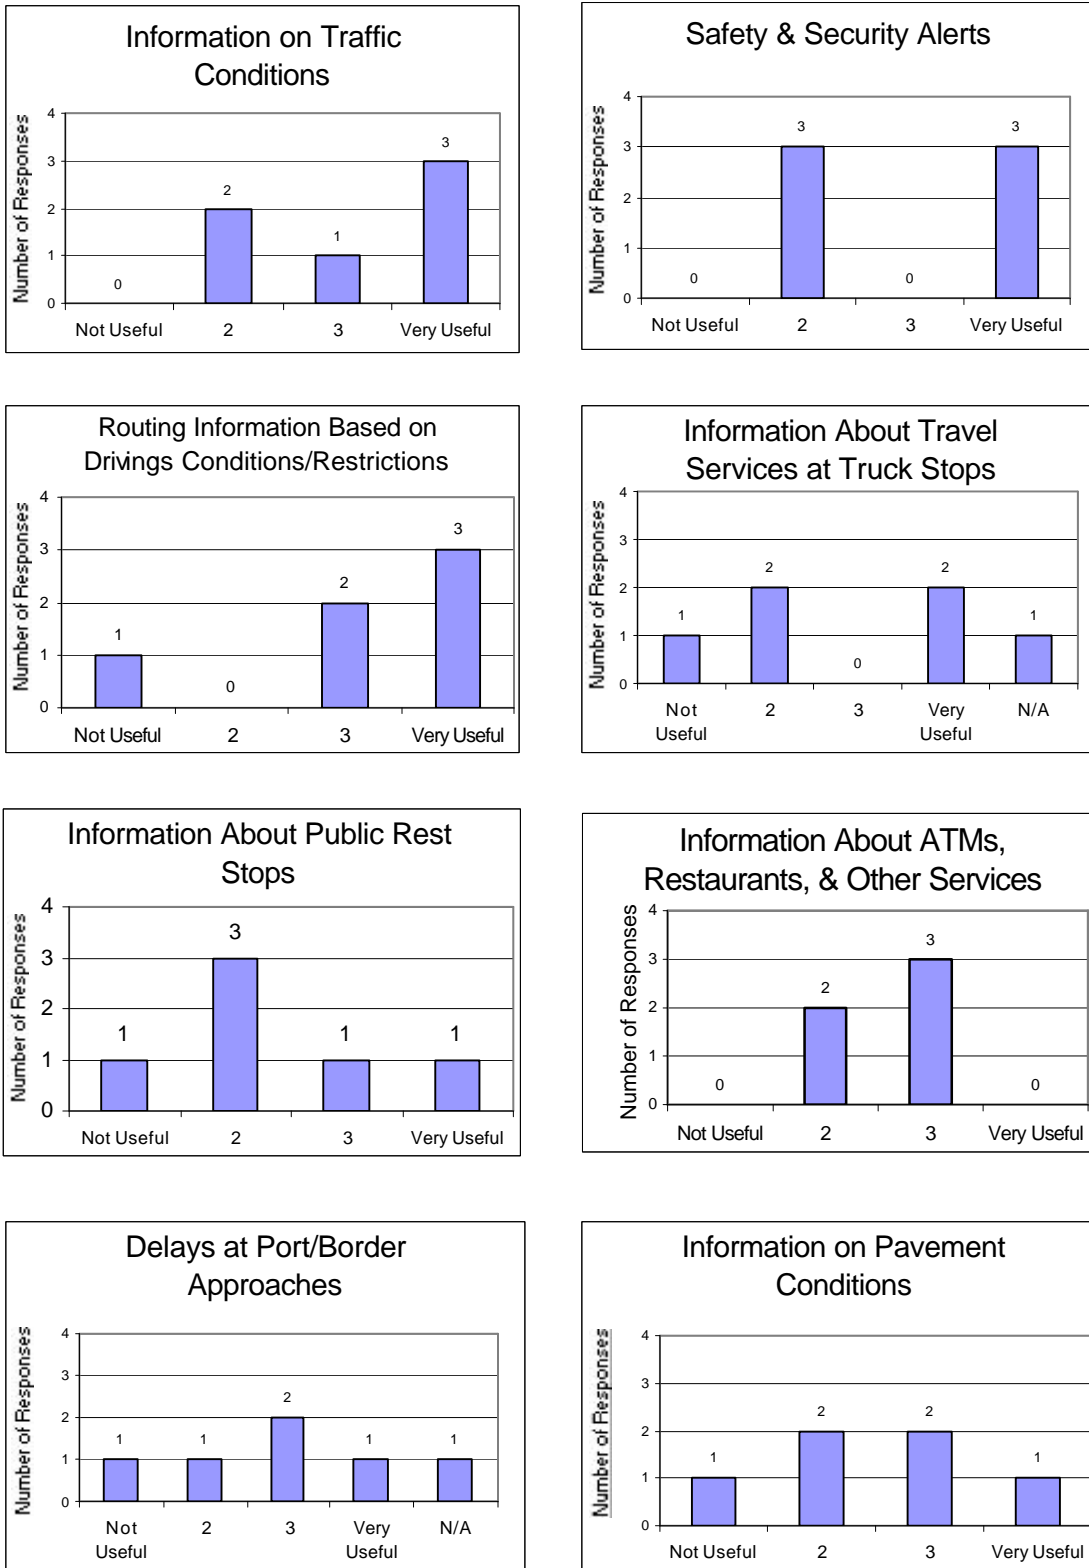 Information on Traffic
Conditions
Number of Responses
4
3
2
1
0
0
2
1
3
Not Useful 2 3 Very Useful
Safety & Security Alerts
Number of Responses
4
3
2
1
0
0
3
0
3
Not Useful 2 3 Very Useful
Routing Information Based on
Drivings Conditions/Restrictions
Number of Responses
4
3
2
1
0
1
0
2
3
Not Useful 2 3 Very Useful
Information About Travel
Services at Truck Stops
Number of Responses
4
3
2
1
0
1
2
0
2
1
Not 2 3 Very N/A
Useful Useful
Information About Public Rest
Stops
Number of Responses
4
3
2
1
0
1
3
1
1
Not Useful 2 3 Very Useful
Information About ATMs,
Restaurants, & Other Services
Number of Responses
4
3
2
1
0
0
2
3
0
Not Useful 2 3 Very Useful
Delays at Port/Border
Approaches
Number of Responses
4
3
2
1
0
1
1
2
1
1
Not 2 3 Very N/A
Useful Useful
Information on Pavement
Conditions
Number of Responses
4
3
2
1
0
1
2
2
1
Not Useful 2 3 Very Useful